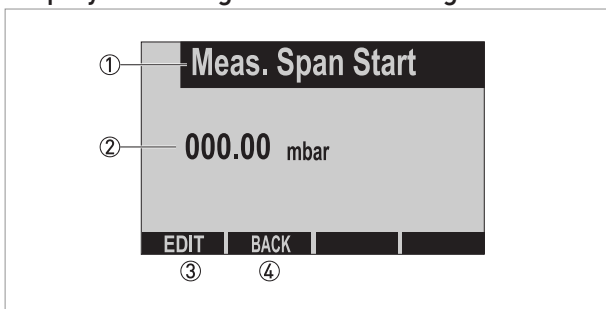 ① Meas. Span Start
② 000.00 mbar
EDIT BACK
③ ④